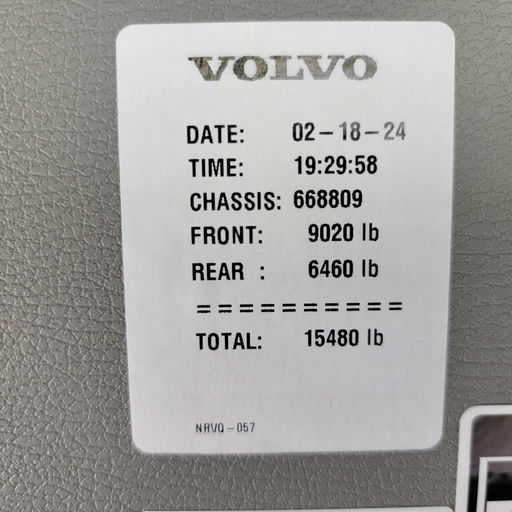 VOLVO
DATE: 02-18-24
TIME: 19:29:58
CHASSIS: 668809
FRONT: 9020 lb
REAR : 6460 lb
==========
TOTAL: 15480 lb
NRVQ-057